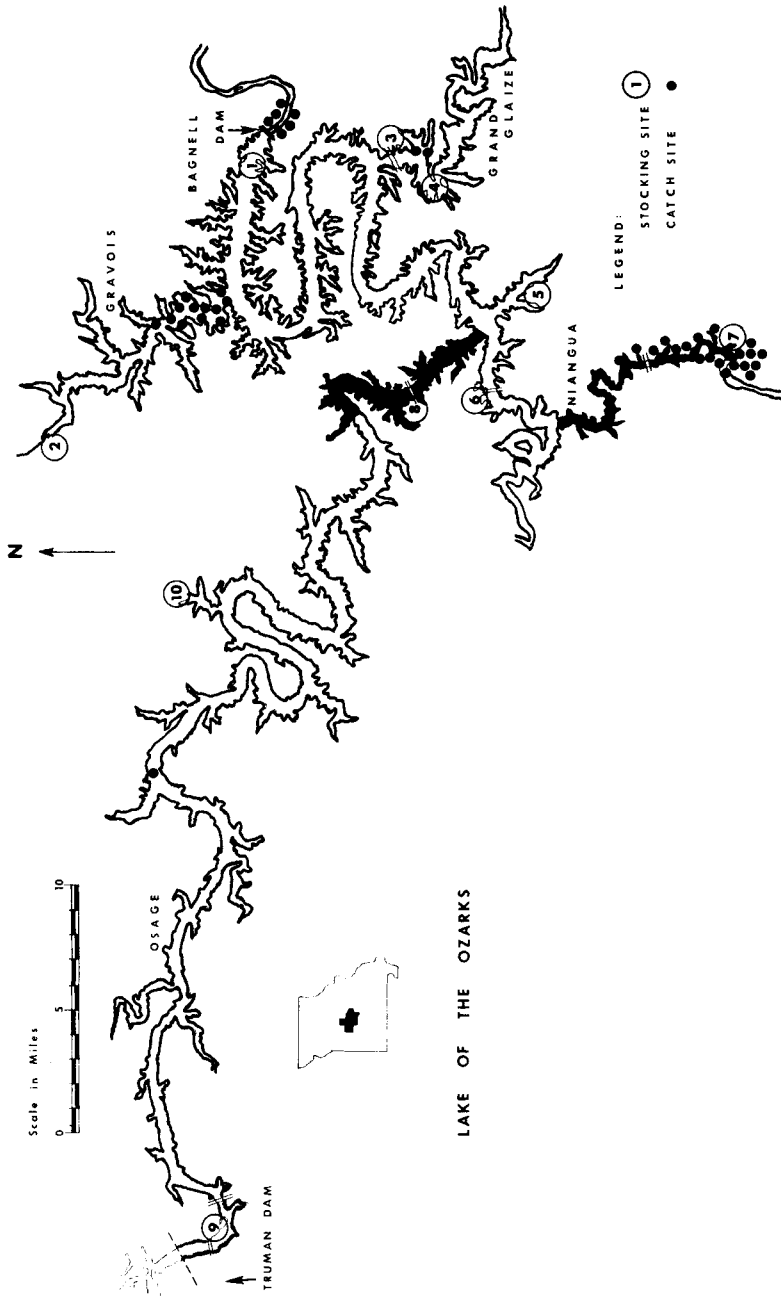 N
Scale in Miles
0 5 10
OSAGE
GRAVOIS
BAGNELL
DAM
GRAND
GLAIZE
NIANGUA
TRUMAN DAM
LAKE OF THE OZARKS
LEGEND:
STOCKING SITE 1
CATCH SITE
1
2
3
4
5
6
7
8
9
10